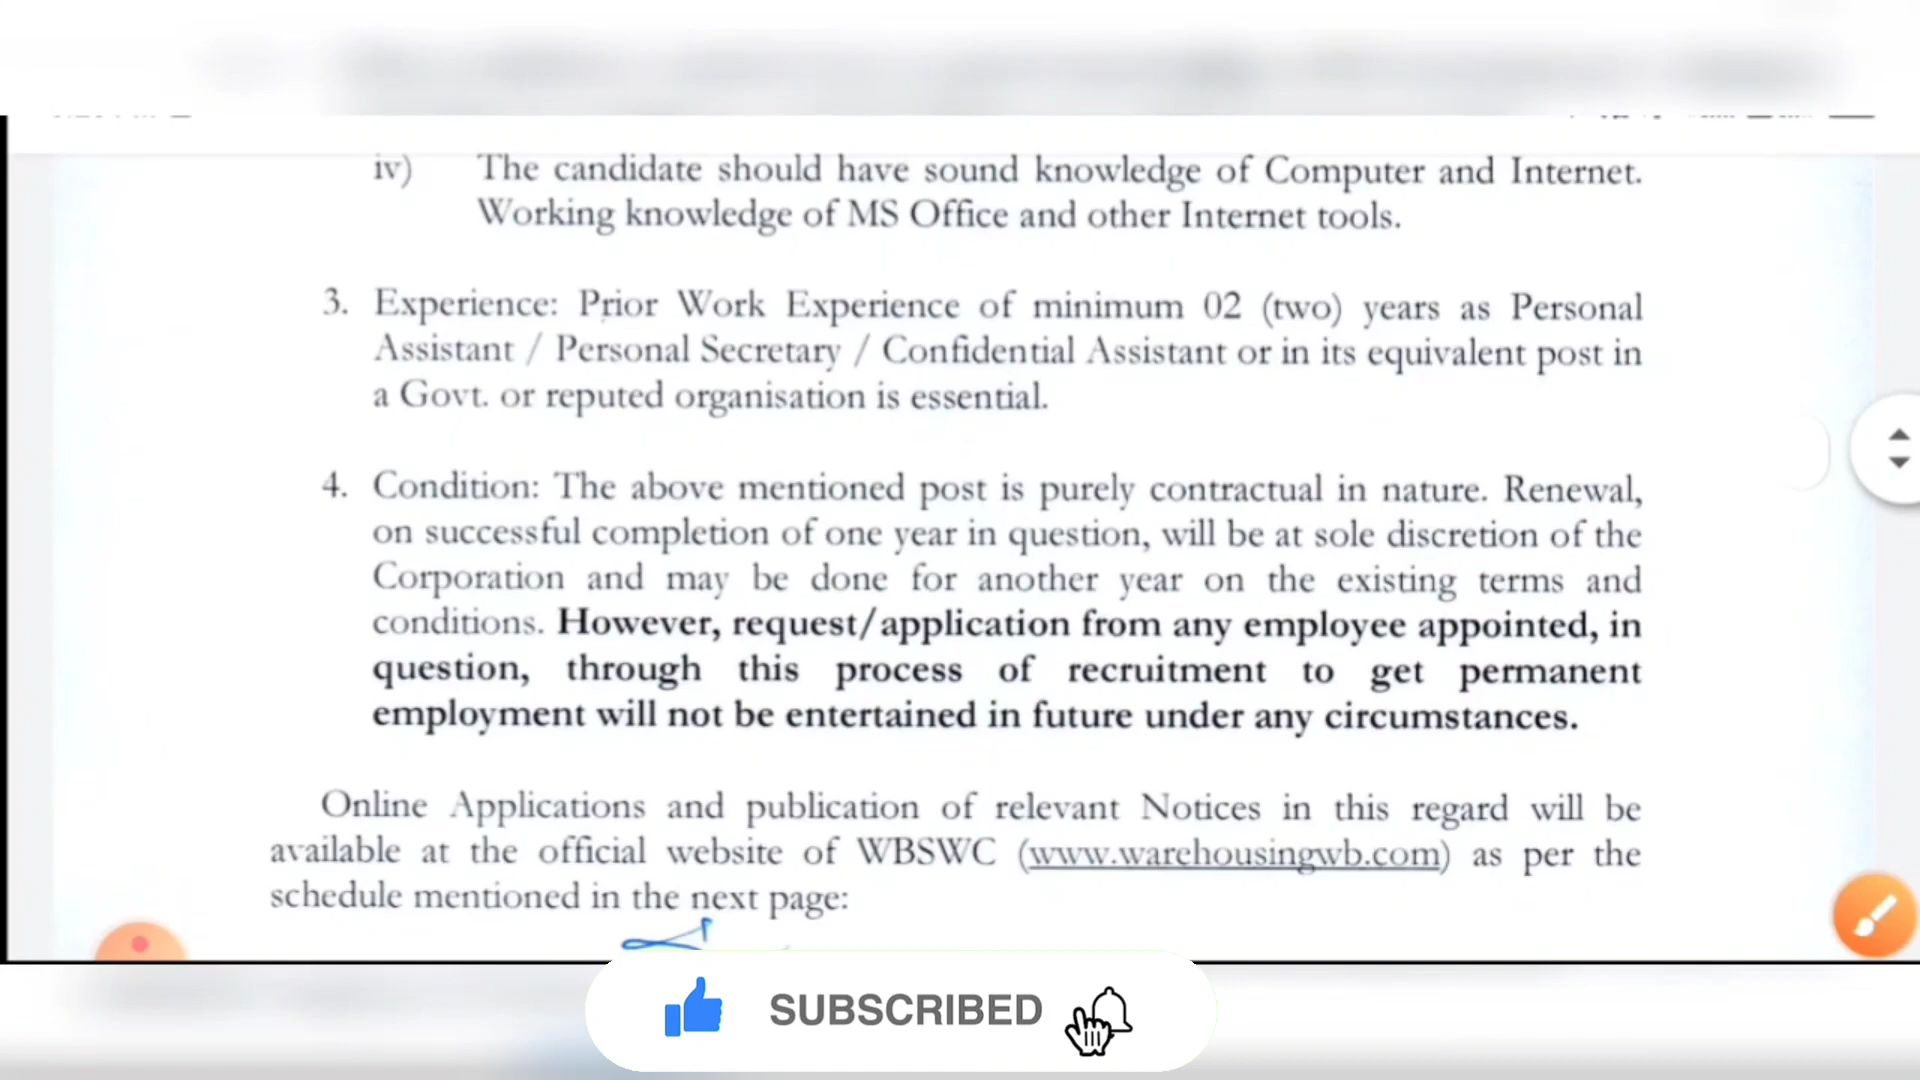 iv) The candidate should have sound knowledge of Computer and Internet.
Working knowledge of MS Office and other Internet tools.
3. Experience: Prior Work Experience of minimum 02 (two) years as Personal
Assistant / Personal Secretary / Confidential Assistant or in its equivalent post in
a Govt. or reputed organisation is essential.
4. Condition: The above mentioned post is purely contractual in nature. Renewal,
on successful completion of one year in question, will be at sole discretion of the
Corporation and may be done for another year on the existing terms and
conditions. However, request/application from any employee appointed, in
question, through this process of recruitment to get permanent
employment will not be entertained in future under any circumstances.
Online Applications and publication of relevant Notices in this regard will be
available at the official website of WBSWC (www.warehousingwb.com) as per the
schedule mentioned in the next page:
SUBSCRIBED